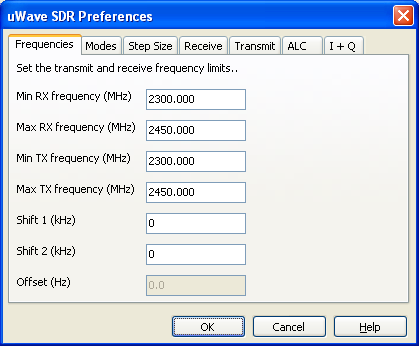 uWave SDR Preferences
Frequencies Modes Step Size Receive Transmit ALC I + Q
Set the transmit and receive frequency limits..
Min RX frequency (MHz) 2300.000
Max RX frequency (MHz) 2450.000
Min TX frequency (MHz) 2300.000
Max TX frequency (MHz) 2450.000
Shift 1 (kHz) 0
Shift 2 (kHz) 0
Offset (Hz) 0.0
OK Cancel Help